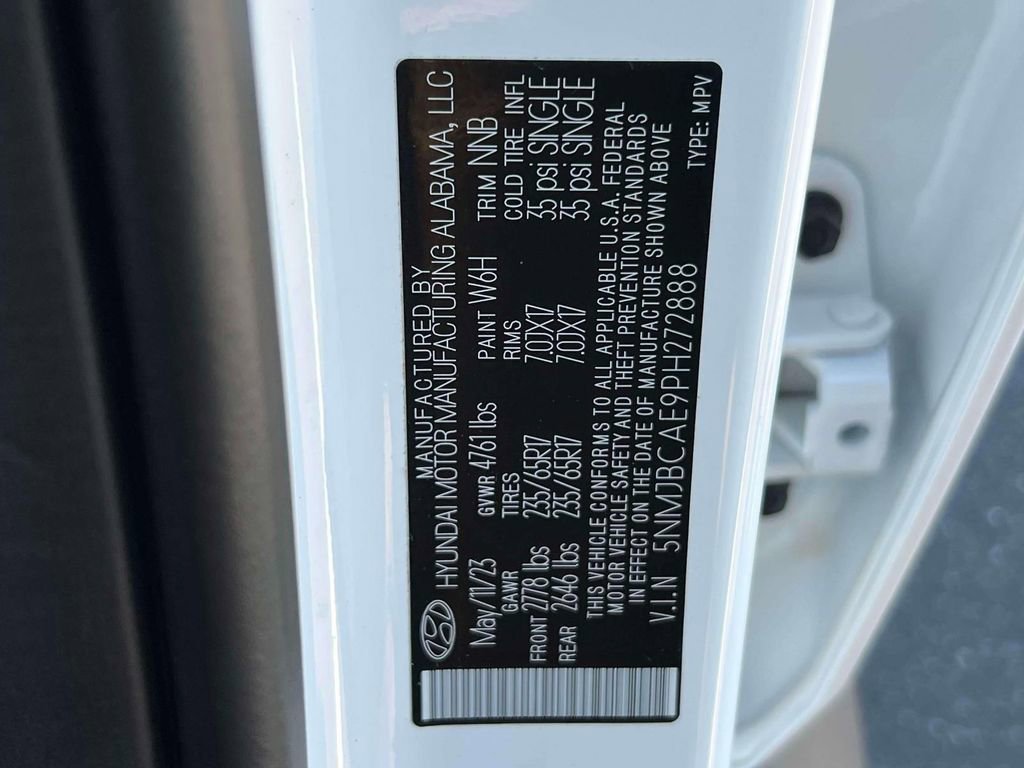 MANUFACTURED BY
HYUNDAI MOTOR MANUFACTURING ALABAMA, LLC
May/11/23 GVWR 4761 lbs PAINT W6H TRIM NNB
GAWR TIRES RIMS COLD TIRE INFL
FRONT 2778 lbs 235/65R17 7.0JX17 35 psi SINGLE
REAR 2646 lbs 235/65R17 7.0JX17 35 psi SINGLE
THIS VEHICLE CONFORMS TO ALL APPLICABLE U.S.A. FEDERAL
MOTOR VEHICLE SAFETY AND THEFT PREVENTION STANDARDS
IN EFFECT ON THE DATE OF MANUFACTURE SHOWN ABOVE
V.I.N 5NMJBCAE9PH272888
TYPE: MPV